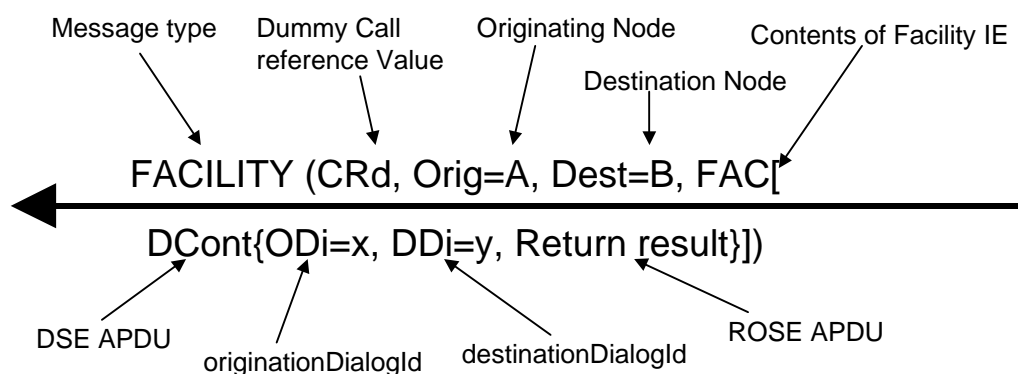 Message type
Dummy Call
reference Value
Originating Node
Contents of Facility IE
Destination Node
FACILITY (CRd, Orig=A, Dest=B, FAC[
DCont{ODi=x, DDi=y, Return result}])
DSE APDU
originationDialogId
destinationDialogId
ROSE APDU